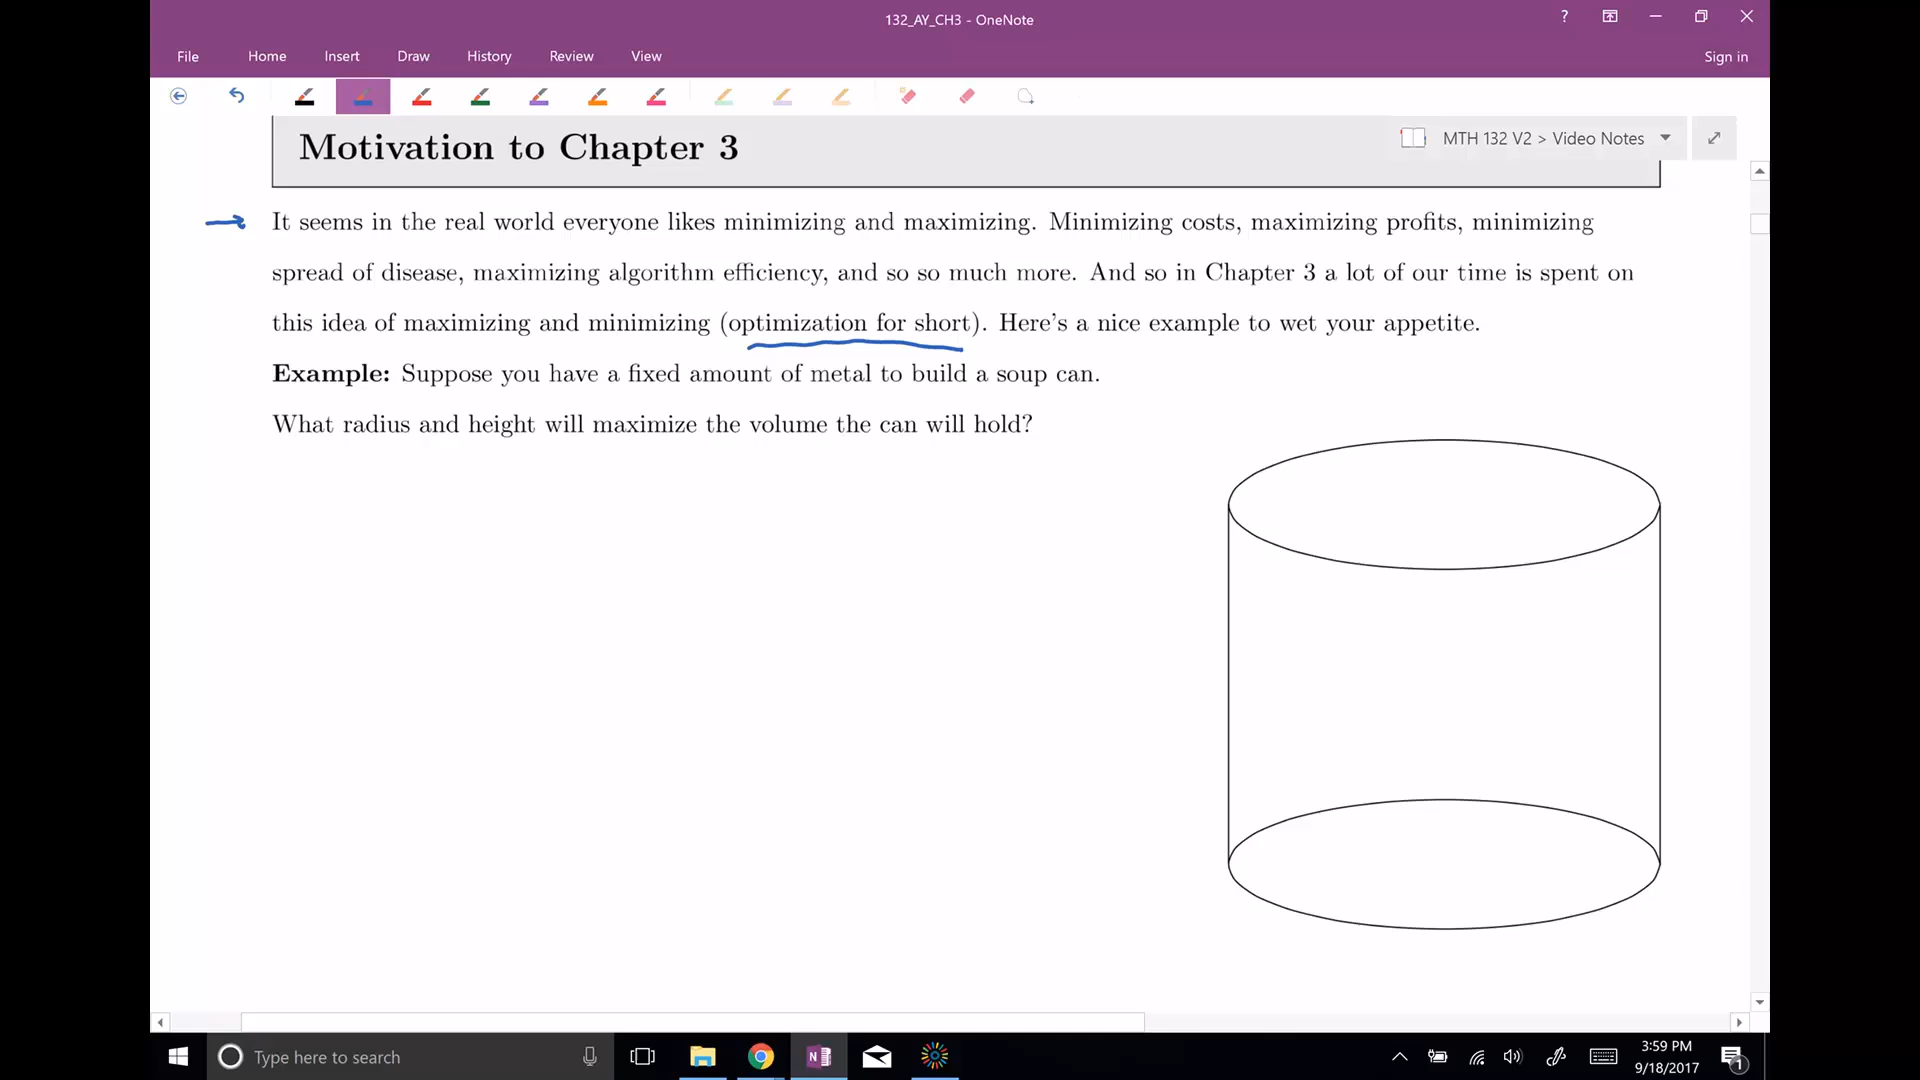 132_AY_CH3 - OneNote
?
File Home Insert Draw History Review View Sign in
Motivation to Chapter 3
MTH 132 V2 > Video Notes
It seems in the real world everyone likes minimizing and maximizing. Minimizing costs, maximizing profits, minimizing
spread of disease, maximizing algorithm efficiency, and so so much more. And so in Chapter 3 a lot of our time is spent on
this idea of maximizing and minimizing (optimization for short). Here's a nice example to wet your appetite.
Example: Suppose you have a fixed amount of metal to build a soup can.
What radius and height will maximize the volume the can will hold?
Type here to search
N
3:59 PM
9/18/2017
1